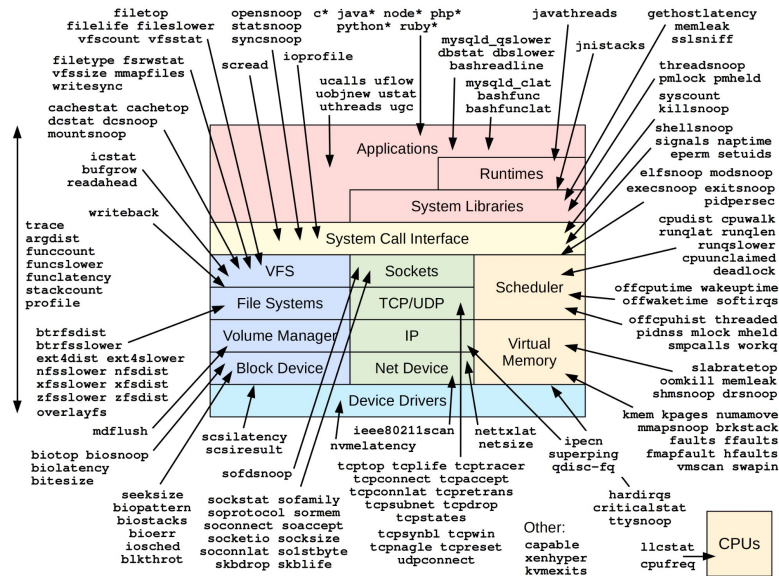 filetop
filelife fileslower
vfscount vfsstat
opensnoop
statsnoop
syncsnoop
c* java* node* php*
python* ruby*
javathreads
gethostlatency
memleak
sslsniff
filetype fsrwstat
vfssize mmapfiles
writesync
scread
ioprofile
mysqld_qslower
dbstat dbslower
bashreadline
jnistacks
ucalls uflow
uobjnew ustat
uthreads ugc
mysqld_clat
bashfunc
bashfunclat
threadsnoop
pmlock pmheld
cachestat cachetop
dcstat dcsnoop
mountsnoop
syscount
killsnoop
shellsnoop
signals naptime
eperm setuids
icstat
bufgrow
readahead
elfsnoop modsnoop
execsnoop exitsnoop
pidpersec
writeback
cpudist cpuwalk
runqlat runqlen
runqslower
cpuunclaimed
deadlock
trace
argdist
funccount
funcslower
funclatency
stackcount
profile
Applications
Runtimes
System Libraries
System Call Interface
VFS
Sockets
Scheduler
File Systems
TCP/UDP
Volume Manager
IP
Virtual
Memory
Block Device
Net Device
Device Drivers
offcputime wakeuptime
offwaketime softirqs
offcpuhist threaded
pidnss mlock mheld
smpcalls workq
btrfsdist
btrfsslower
ext4dist ext4slower
nfsslower nfsdist
xfsslower xfsdist
zfsslower zfsdist
overlayfs
slabratetop
oomkill memleak
shmsnoop drsnoop
kmem kpages numamove
mmapsnoop brkstack
faults ffaults
fmapfault hfaults
vmscan swapin
mdflush
scsilatency
scsiresult
ieee80211scan
nvmelatency
nettxlat
netsize
ipecn
superping
qdisc-fq
biotop biosnoop
biolatency
bitesize
sofdsnoop
tcptop tcplife tcptracer
tcpconnect tcpaccept
tcpconnlat tcpretrans
tcpsubnet tcpdrop
tcpstates
hardirqs
criticalstat
ttysnoop
seeksize
biopattern
biostacks
bioerr
iosched
blkthrot
sockstat sofamily
soprotocol sormem
soconnect soaccept
socketio socksize
soconnlat solstbyte
skbdrop skblife
tcpsynbl tcpwin
tcpnagle tcpreset
udpconnect
Other:
capable
xenhyper
kvmexits
llcstat
cpufreq
CPUs